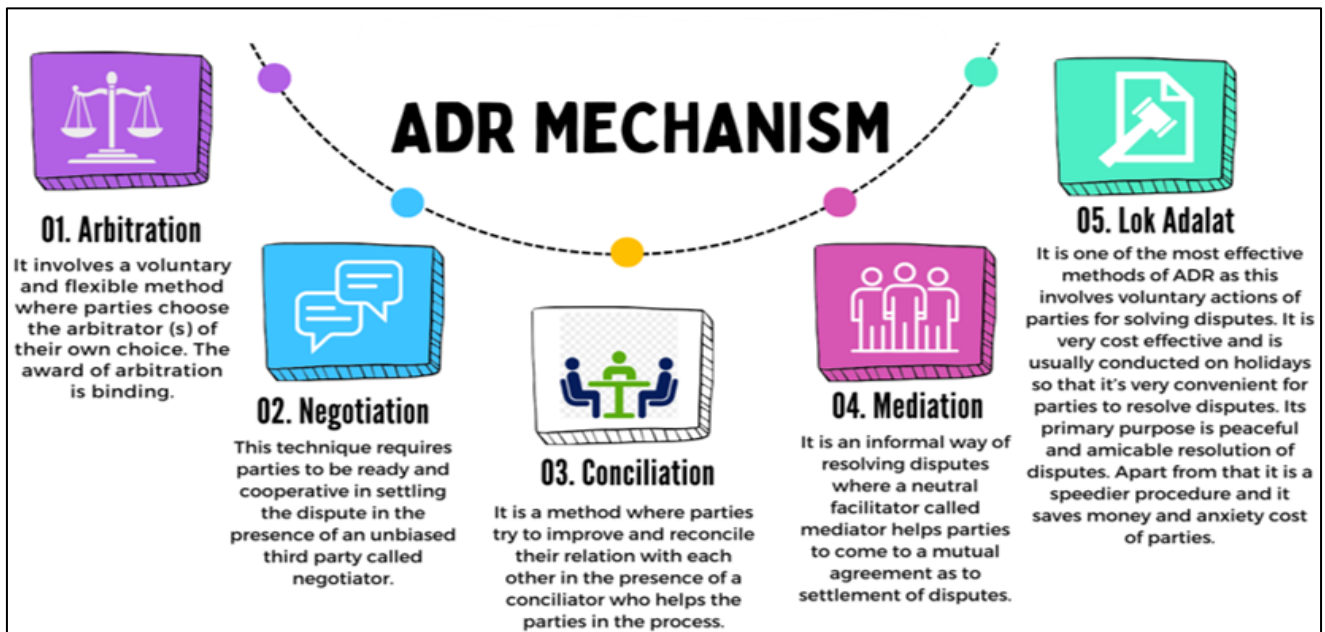 ADR MECHANISM
01. Arbitration
It involves a voluntary
and flexible method
where parties choose
the arbitrator (s) of
their own choice. The
award of arbitration
is binding.
02. Negotiation
This technique requires
parties to be ready and
cooperative in settling
the dispute in the
presence of an unbiased
third party called
negotiator.
03. Conciliation
It is a method where parties
try to improve and reconcile
their relation with each
other in the presence of a
conciliator who helps the
parties in the process.
04. Mediation
It is an informal way of
resolving disputes
where a neutral
facilitator called
mediator helps parties
to come to a mutual
agreement as to
settlement of disputes.
05. Lok Adalat
It is one of the most effective
methods of ADR as this
involves voluntary actions of
parties for solving disputes. It is
very cost effective and is
usually conducted on holidays
so that it's very convenient for
parties to resolve disputes. Its
primary purpose is peaceful
and amicable resolution of
disputes. Apart from that it is a
speedier procedure and it
saves money and anxiety cost
of parties.